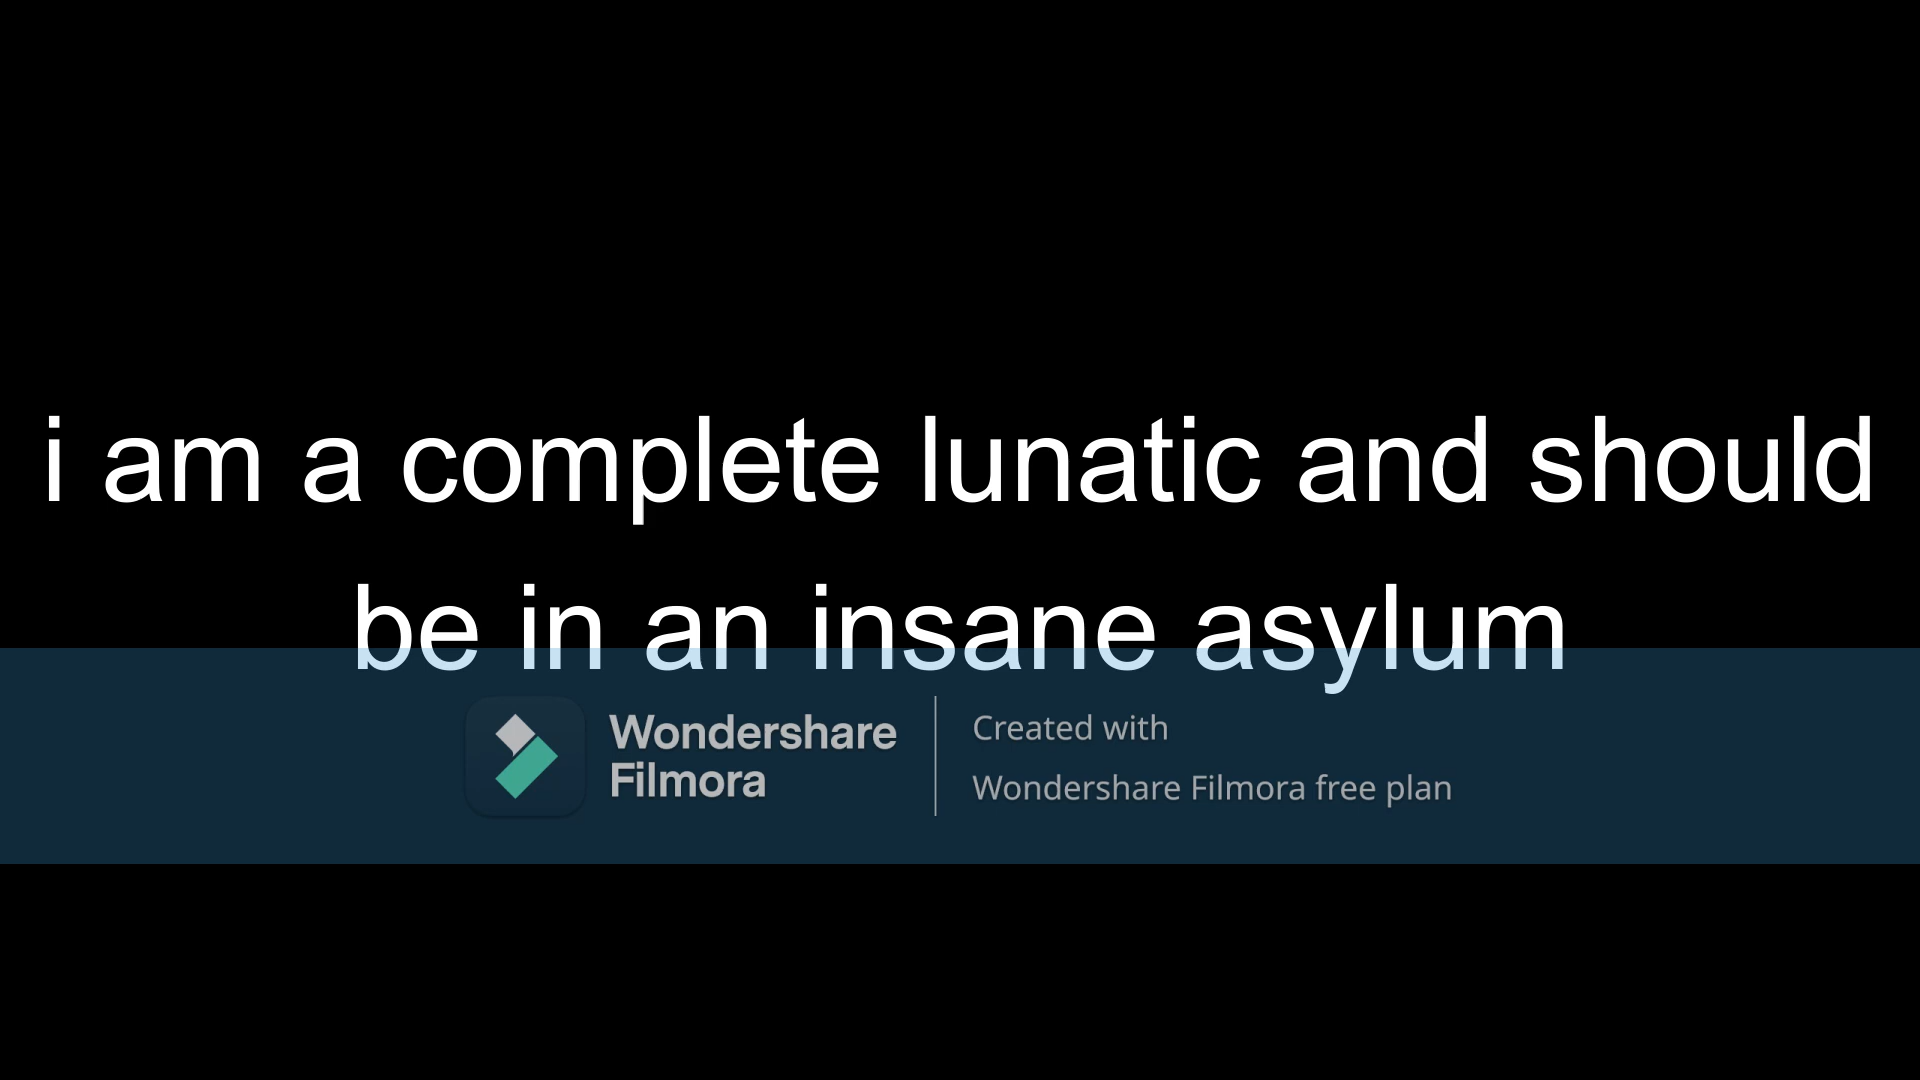 i am a complete lunatic and should
be in an insane asylum
Wondershare
Filmora
Created with
Wondershare Filmora free plan